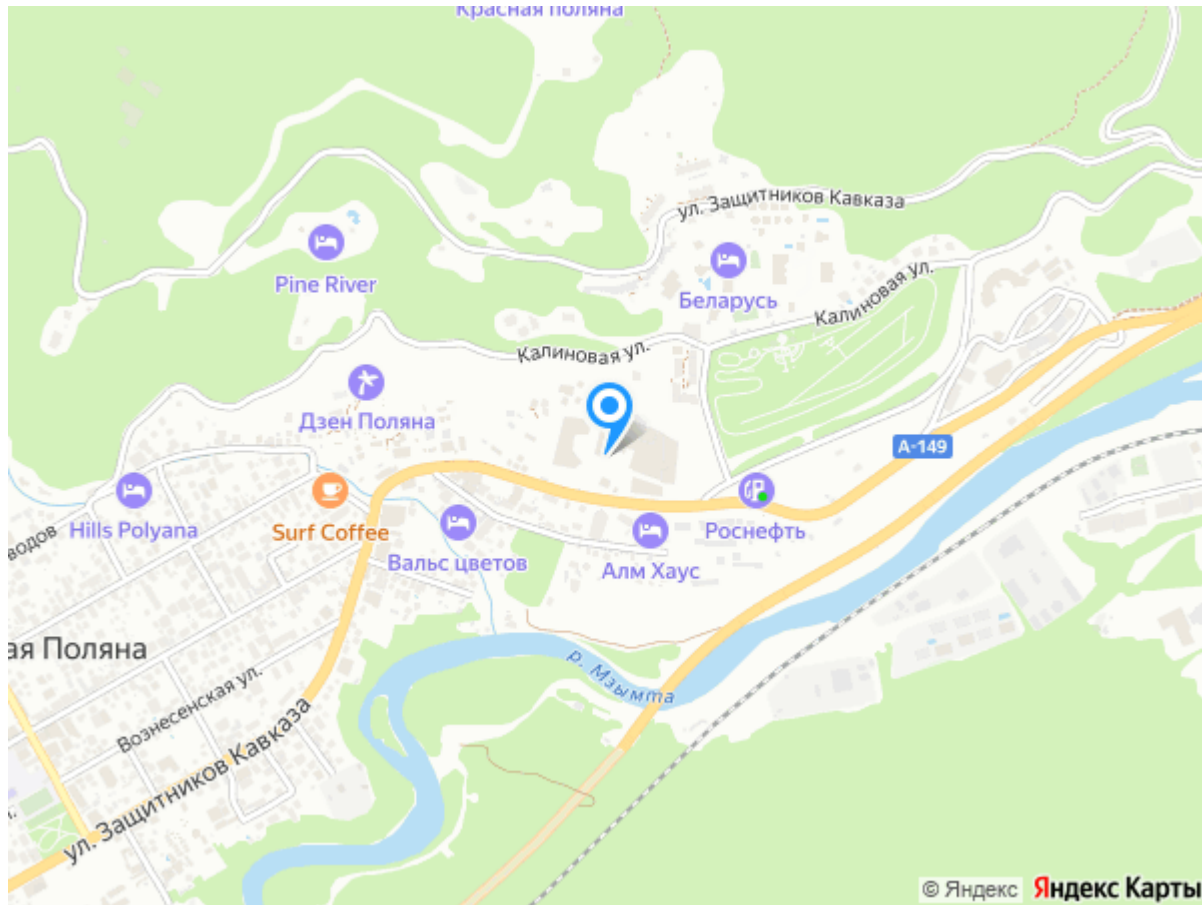 Красная поляна
ул. Защитников Кавказа
Pine River
Беларусь
Калиновая ул.
Калиновая ул.
Дзен Поляна
А-149
Hills Polyana
Surf Coffee
Вальс цветов
Алм Хаус
Роснефть
водов
ая Поляна
р. Мзымта
Вознесенская ул.
ул. Защитников Кавказа
© Яндекс Яндекс Карты